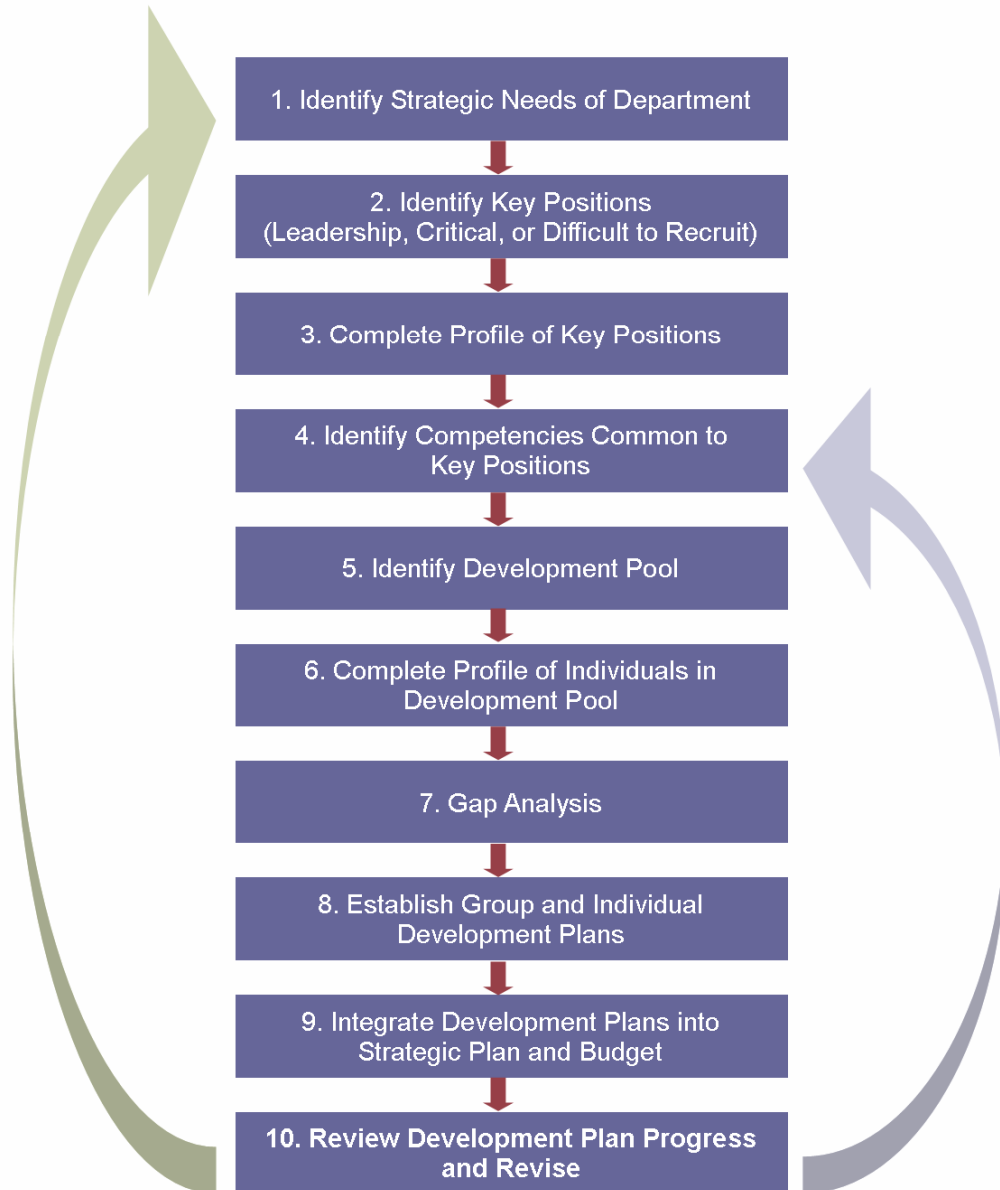 1. Identify Strategic Needs of Department
2. Identify Key Positions
(Leadership, Critical, or Difficult to Recruit)
3. Complete Profile of Key Positions
4. Identify Competencies Common to
Key Positions
5. Identify Development Pool
6. Complete Profile of Individuals in
Development Pool
7. Gap Analysis
8. Establish Group and Individual
Development Plans
9. Integrate Development Plans into
Strategic Plan and Budget
10. Review Development Plan Progress
and Revise